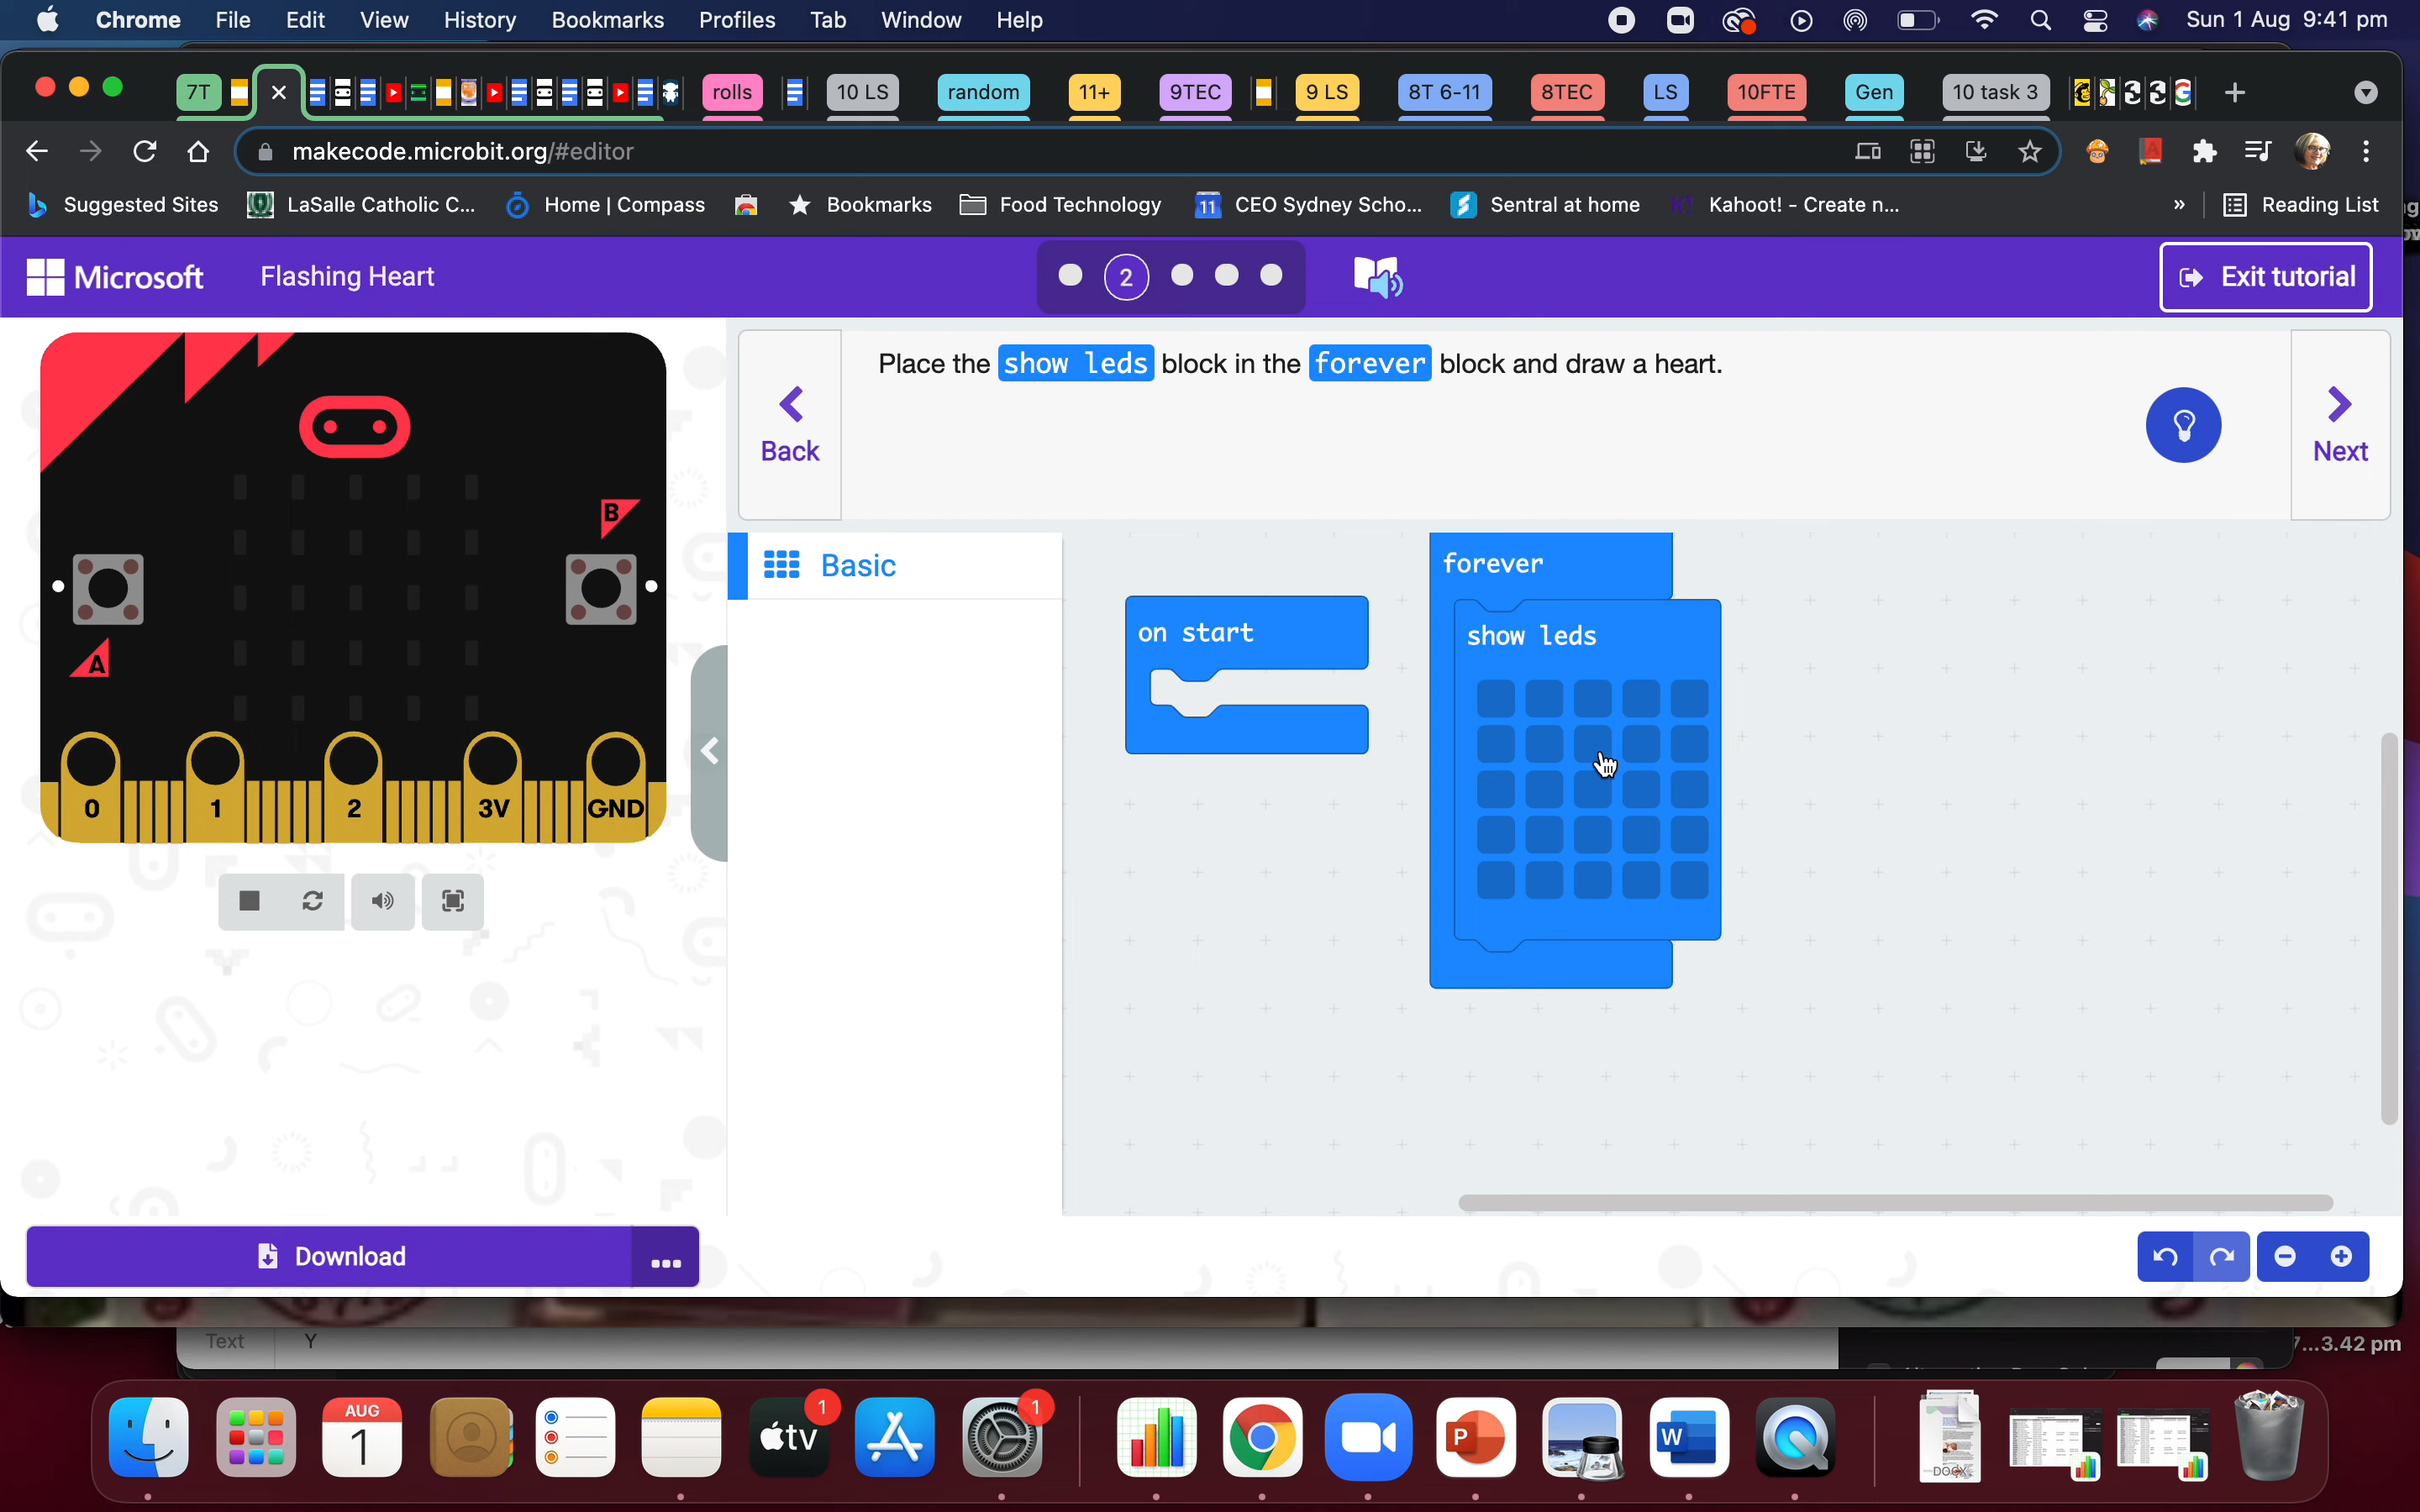 Chrome File Edit View History Bookmarks Profiles Tab Window Help Sun 1 Aug 9:41 pm
7T rolls 10 LS random 11+ 9TEC 9 LS 8T 6-11 8TEC LS 10FTE Gen 10 task 3
makecode.microbit.org/#editor
Suggested Sites LaSalle Catholic C... Home | Compass Bookmarks Food Technology 11 CEO Sydney Scho... Sentral at home K! Kahoot! - Create n... » Reading List
Microsoft Flashing Heart 2 Exit tutorial
Place the show leds block in the forever block and draw a heart.
Back
Next
Basic
forever
on start
show leds
B
A
0 1 2 3V GND
Download ...
Text Y
7...3.42 pm
AUG
1
tv
1
1
P
W
DOCX